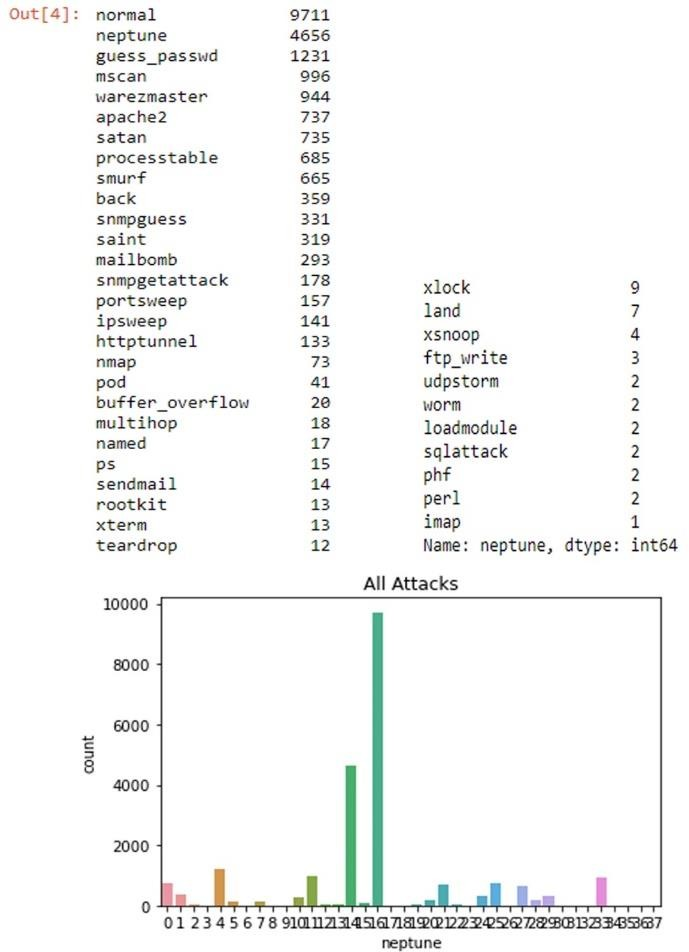 Out[4]: normal 9711
neptune 4656
guess_passwd 1231
mscan 996
warezmaster 944
apache2 737
satan 735
processtable 685
smurf 665
back 359
snmpguess 331
saint 319
mailbomb 293
snmpgetattack 178
portsweep 157
ipsweep 141
httptunnel 133
nmap 73
pod 41
buffer_overflow 20
multihop 18
named 17
ps 15
sendmail 14
rootkit 13
xterm 13
teardrop 12
xlock 9
land 7
xsnoop 4
ftp_write 3
udpstorm 2
worm 2
loadmodule 2
sqlattack 2
phf 2
perl 2
imap 1
Name: neptune, dtype: int64
All Attacks
10000
8000
6000
4000
2000
0
count
0 1 2 3 4 5 6 7 8 9 10 11 12 13 14 15 16 17 18 19 20 21 22 23 24 25 26 27 28 29 30 31 32 33 34 35 36 37
neptune